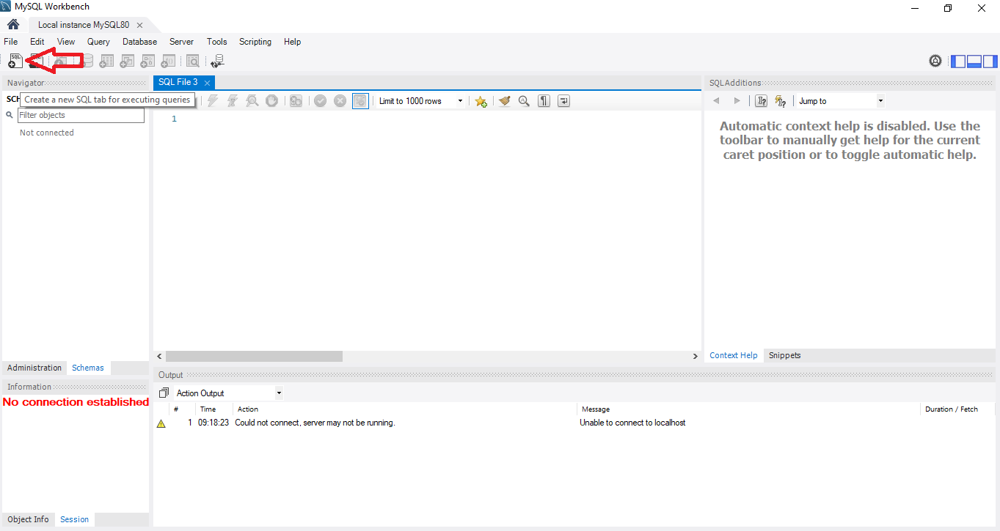 MySQL Workbench
Local instance MySQL80
File Edit View Query Database Server Tools Scripting Help
SQL
Navigator
SCH
Create a new SQL tab for executing queries
Filter objects
Not connected
Administration Schemas
Information
No connection established
Object Info Session
SQL File 3
Limit to 1000 rows
1
Output
Action Output
# Time Action Message Duration / Fetch
1 09:18:23 Could not connect, server may not be running. Unable to connect to localhost
SQLAdditions
Jump to
Automatic context help is disabled. Use the
toolbar to manually get help for the current
caret position or to toggle automatic help.
Context Help Snippets